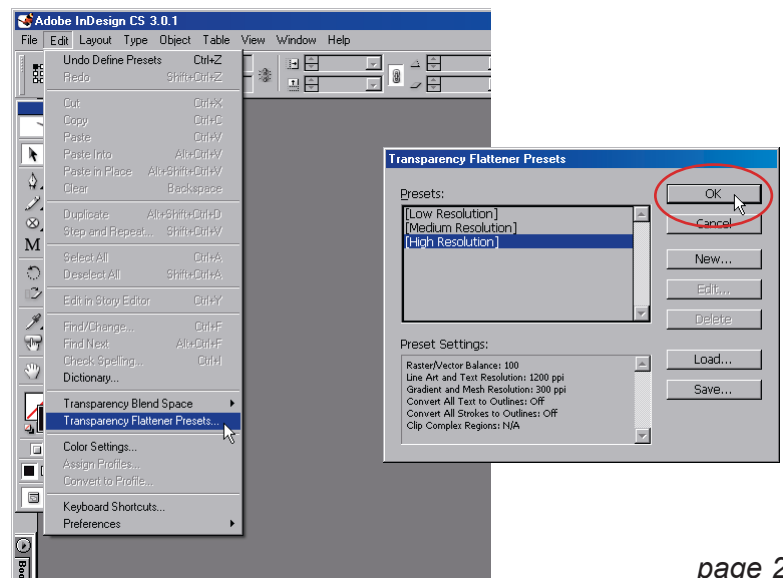 Adobe InDesign CS 3.0.1
File Edit Layout Type Object Table View Window Help
Undo Define Presets Ctrl+Z
Redo Shift+Ctrl+Z
Cut Ctrl+X
Copy Ctrl+C
Paste Ctrl+V
Paste Into Alt+Ctrl+V
Paste in Place Alt+Shift+Ctrl+V
Clear Backspace
Duplicate Alt+Shift+Ctrl+D
Step and Repeat... Shift+Ctrl+V
Select All Ctrl+A
Deselect All Shift+Ctrl+A
Edit in Story Editor Ctrl+Y
Find/Change... Ctrl+F
Find Next Alt+Ctrl+F
Check Spelling... Ctrl+I
Dictionary...
Transparency Blend Space
Transparency Flattener Presets...
Color Settings...
Assign Profiles...
Convert to Profile...
Keyboard Shortcuts...
Preferences
M
Transparency Flattener Presets
Presets:
[Low Resolution]
[Medium Resolution]
[High Resolution]
OK
Cancel
New...
Edit...
Delete
Load...
Save...
Preset Settings:
Raster/Vector Balance: 100
Line Art and Text Resolution: 1200 ppi
Gradient and Mesh Resolution: 300 ppi
Convert All Text to Outlines: Off
Convert All Strokes to Outlines: Off
Clip Complex Regions: N/A
page 2